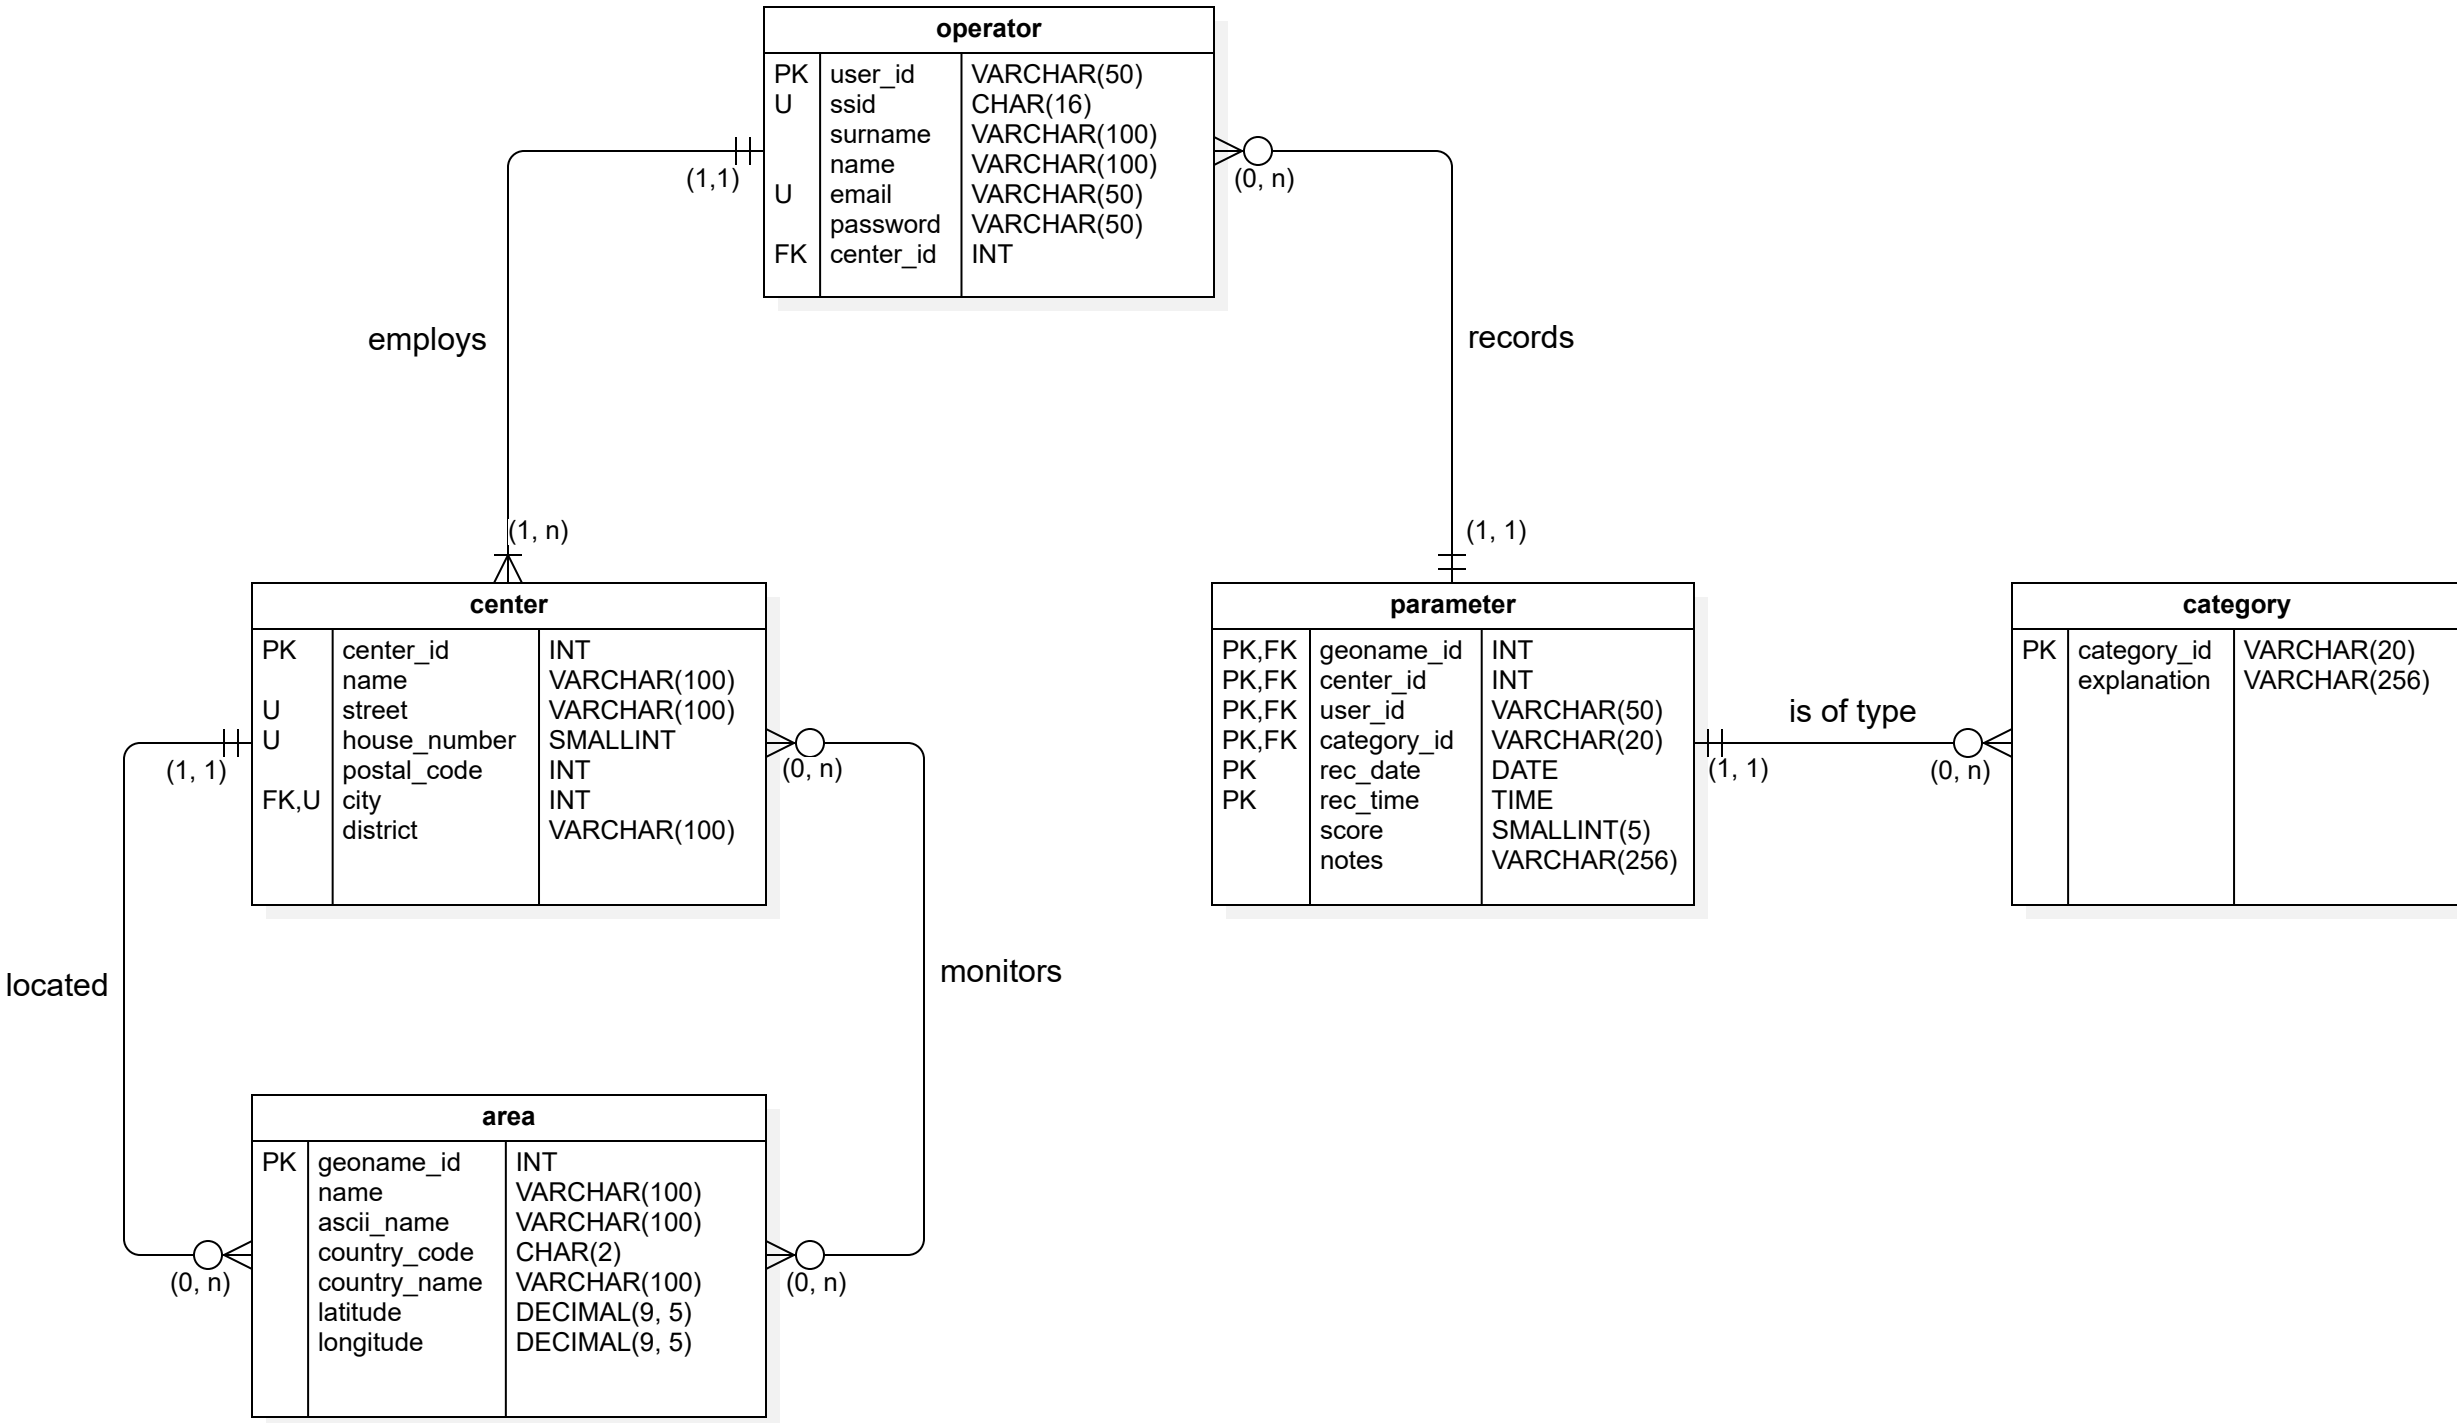 operator
PK user_id VARCHAR(50)
U ssid CHAR(16)
surname VARCHAR(100)
name VARCHAR(100)
U email VARCHAR(50)
password VARCHAR(50)
FK center_id INT
(1,1)
(0, n)
employs
records
(1, n)
(1, 1)
center
PK center_id INT
name VARCHAR(100)
U street VARCHAR(100)
U house_number SMALLINT
postal_code INT
FK,U city INT
district VARCHAR(100)
(1, 1)
(0, n)
parameter
PK,FK geoname_id INT
PK,FK center_id INT
PK,FK user_id VARCHAR(50)
PK,FK category_id VARCHAR(20)
PK rec_date DATE
PK rec_time TIME
score SMALLINT(5)
notes VARCHAR(256)
is of type
(1, 1)
(0, n)
category
PK category_id VARCHAR(20)
explanation VARCHAR(256)
located
monitors
area
PK geoname_id INT
name VARCHAR(100)
ascii_name VARCHAR(100)
country_code CHAR(2)
country_name VARCHAR(100)
latitude DECIMAL(9, 5)
longitude DECIMAL(9, 5)
(0, n)
(0, n)